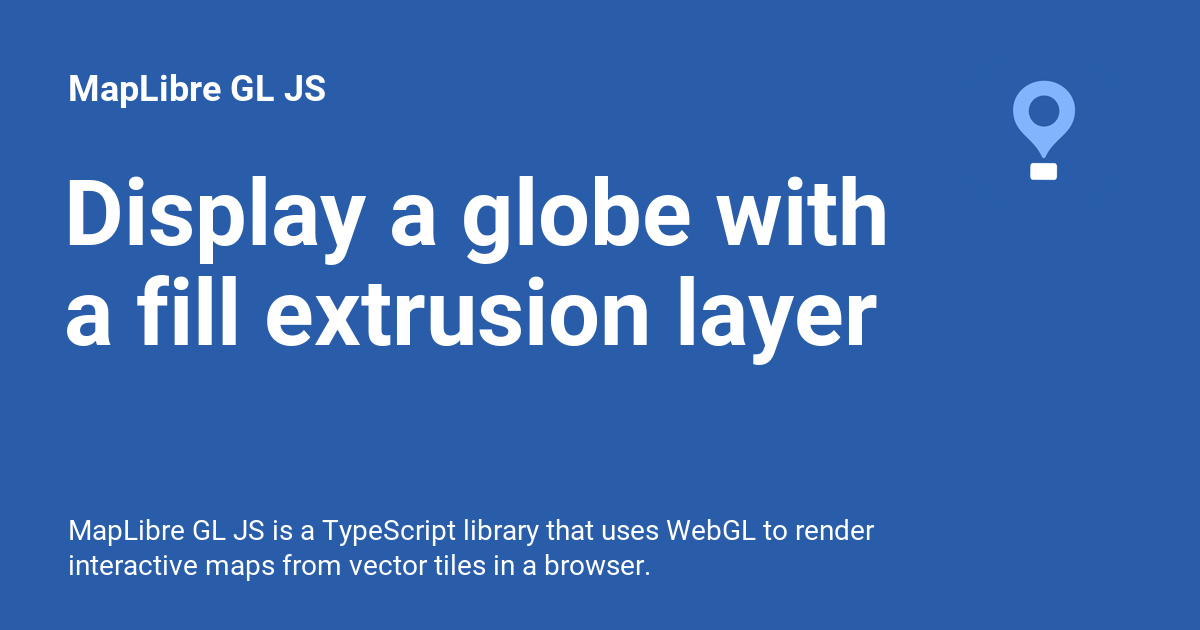 MapLibre GL JS
Display a globe with
a fill extrusion layer
MapLibre GL JS is a TypeScript library that uses WebGL to render
interactive maps from vector tiles in a browser.